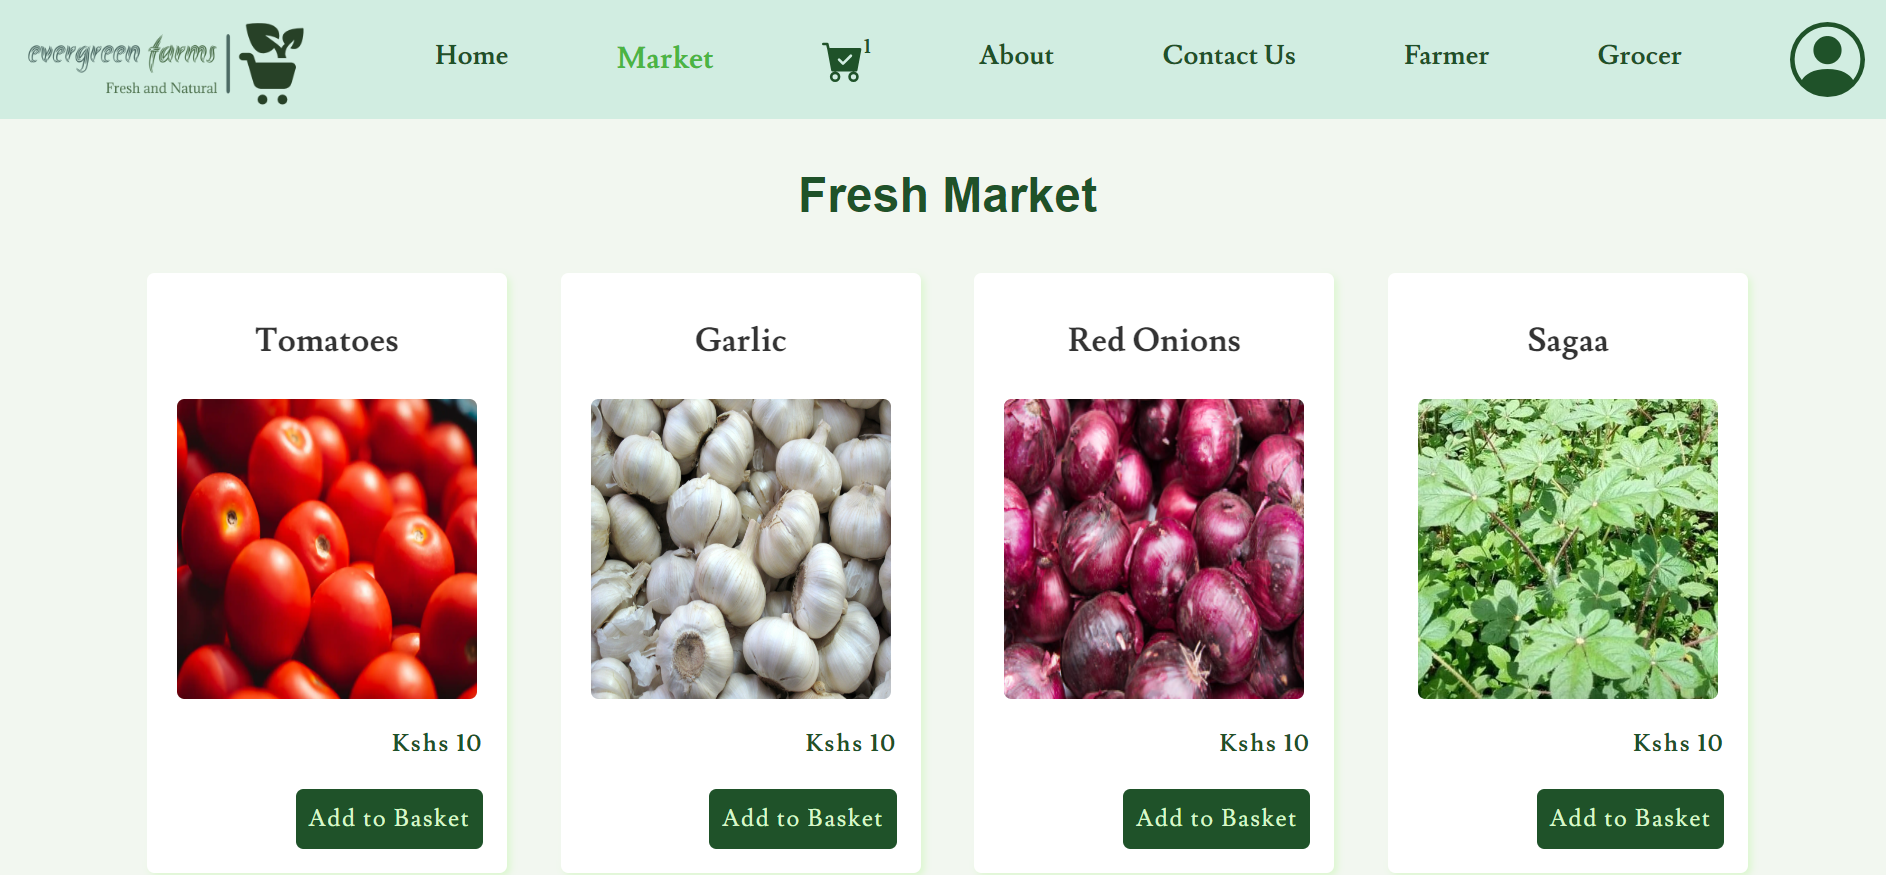 evergreen farms
Fresh and Natural
Home
Market
1
About
Contact Us
Farmer
Grocer
Fresh Market
Tomatoes
Garlic
Red Onions
Sagaa
Kshs 10
Kshs 10
Kshs 10
Kshs 10
Add to Basket
Add to Basket
Add to Basket
Add to Basket